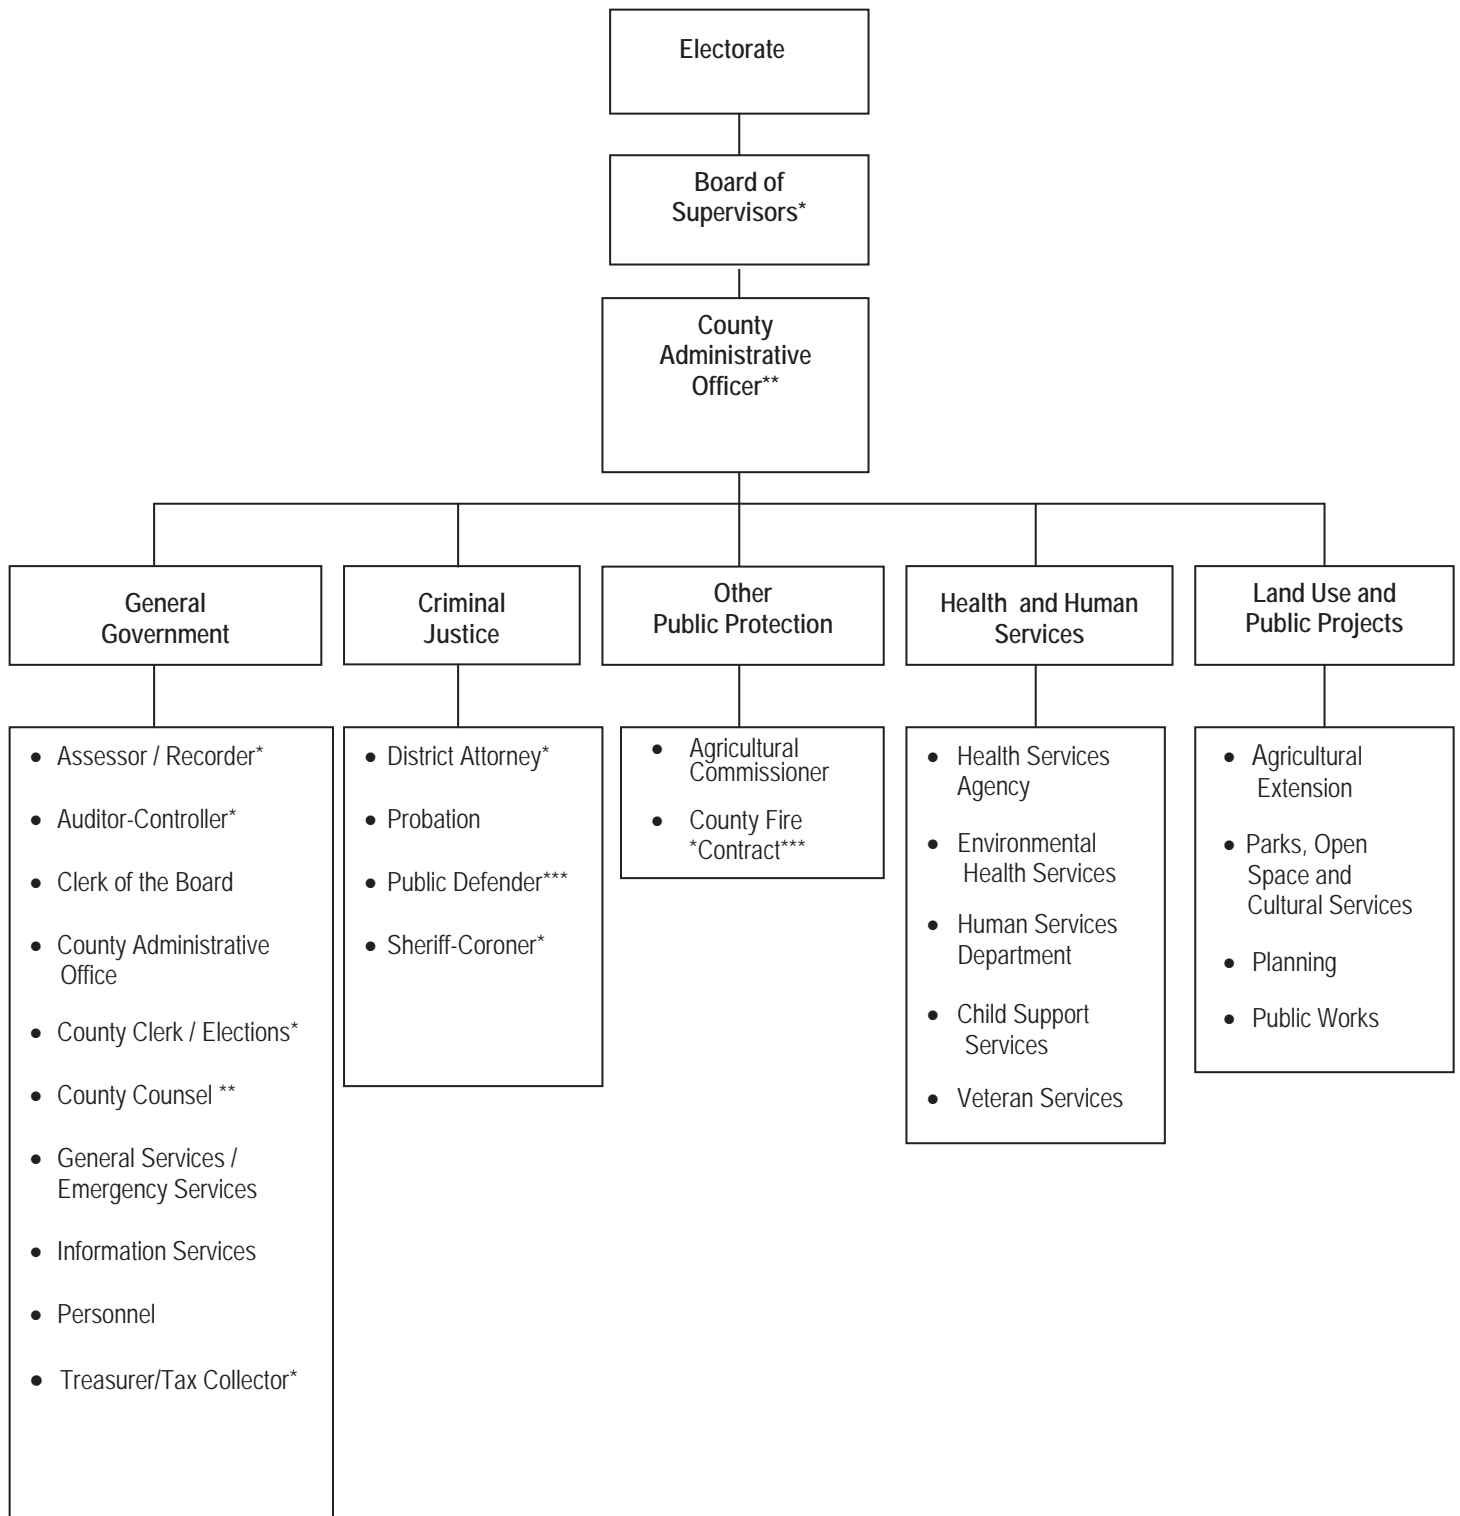 Electorate
Board of
Supervisors*
County
Administrative
Officer**
General
Government
Criminal
Justice
Other
Public Protection
Health and Human
Services
Land Use and
Public Projects
• Assessor / Recorder*
• Auditor-Controller*
• Clerk of the Board
• County Administrative
Office
• County Clerk / Elections*
• County Counsel **
• General Services /
Emergency Services
• Information Services
• Personnel
• Treasurer/Tax Collector*
• District Attorney*
• Probation
• Public Defender***
• Sheriff-Coroner*
• Agricultural
Commissioner
• County Fire
*Contract***
• Health Services
Agency
• Environmental
Health Services
• Human Services
Department
• Child Support
Services
• Veteran Services
• Agricultural
Extension
• Parks, Open
Space and
Cultural Services
• Planning
• Public Works